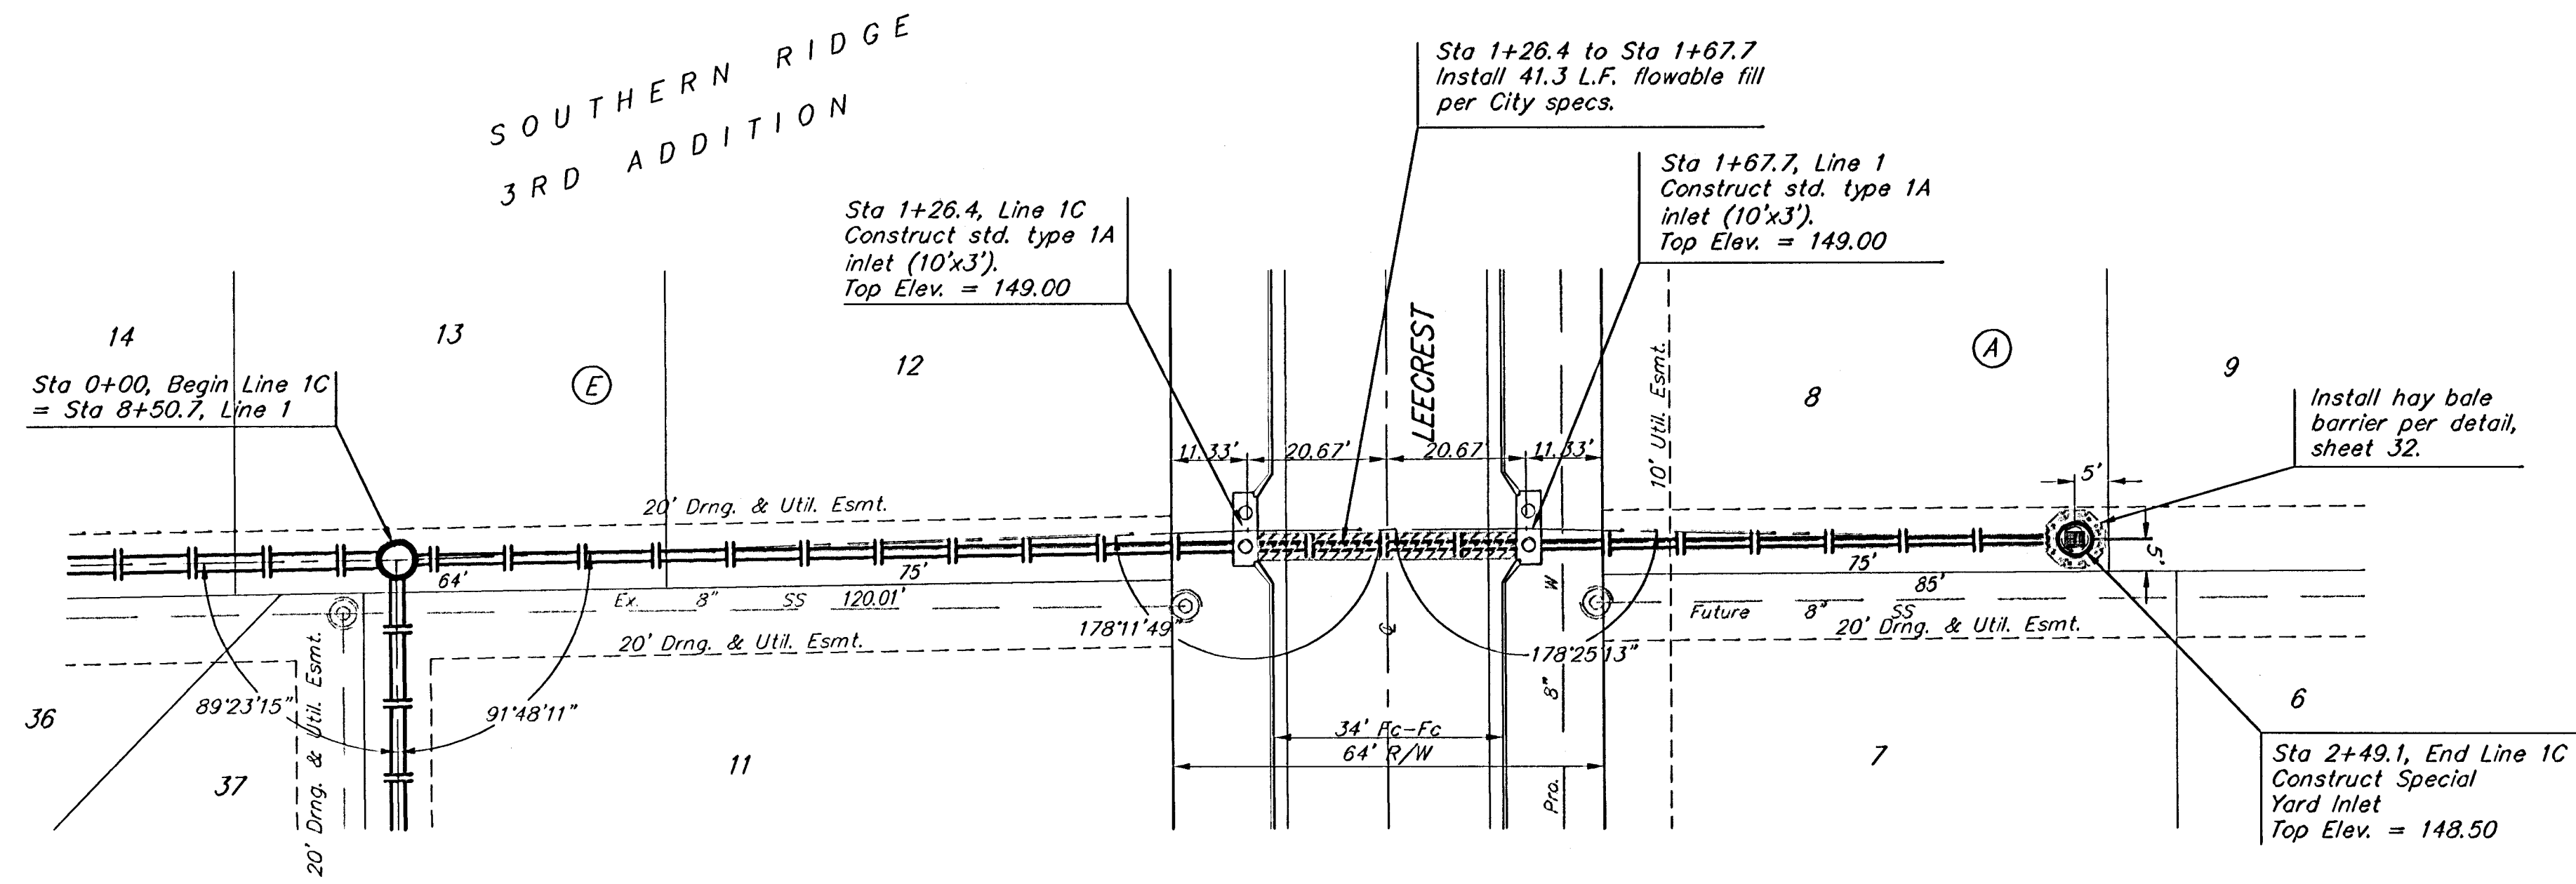 SOUTHERN RIDGE
3RD ADDITION
Sta 1+26.4 to Sta 1+67.7
Install 41.3 L.F. flowable fill
per City specs.
Sta 1+67.7, Line 1
Construct std. type 1A
inlet (10'x3').
Top Elev. = 149.00
Sta 1+26.4, Line 1C
Construct std. type 1A
inlet (10'x3').
Top Elev. = 149.00
14
13
12
LEECREST
10' Util. Esmt.
A
8
9
Sta 0+00, Begin Line 1C
= Sta 8+50.7, Line 1
E
Install hay bale
barrier per detail,
sheet 32.
11.33'
20.67'
20.67'
11.33'
5'
5'
20' Drng. & Util. Esmt.
64'
75'
75'
85'
Ex. 8" SS 120.01'
Future 8" SS
20' Drng. & Util. Esmt.
20' Drng. & Util. Esmt.
178°11'49"
178°25'13"
℄
W
8"
Pro.
89°23'15"
91°48'11"
20' Drng. & Util. Esmt.
36
37
11
34' Fc-Fc
64' R/W
7
6
Sta 2+49.1, End Line 1C
Construct Special
Yard Inlet
Top Elev. = 148.50